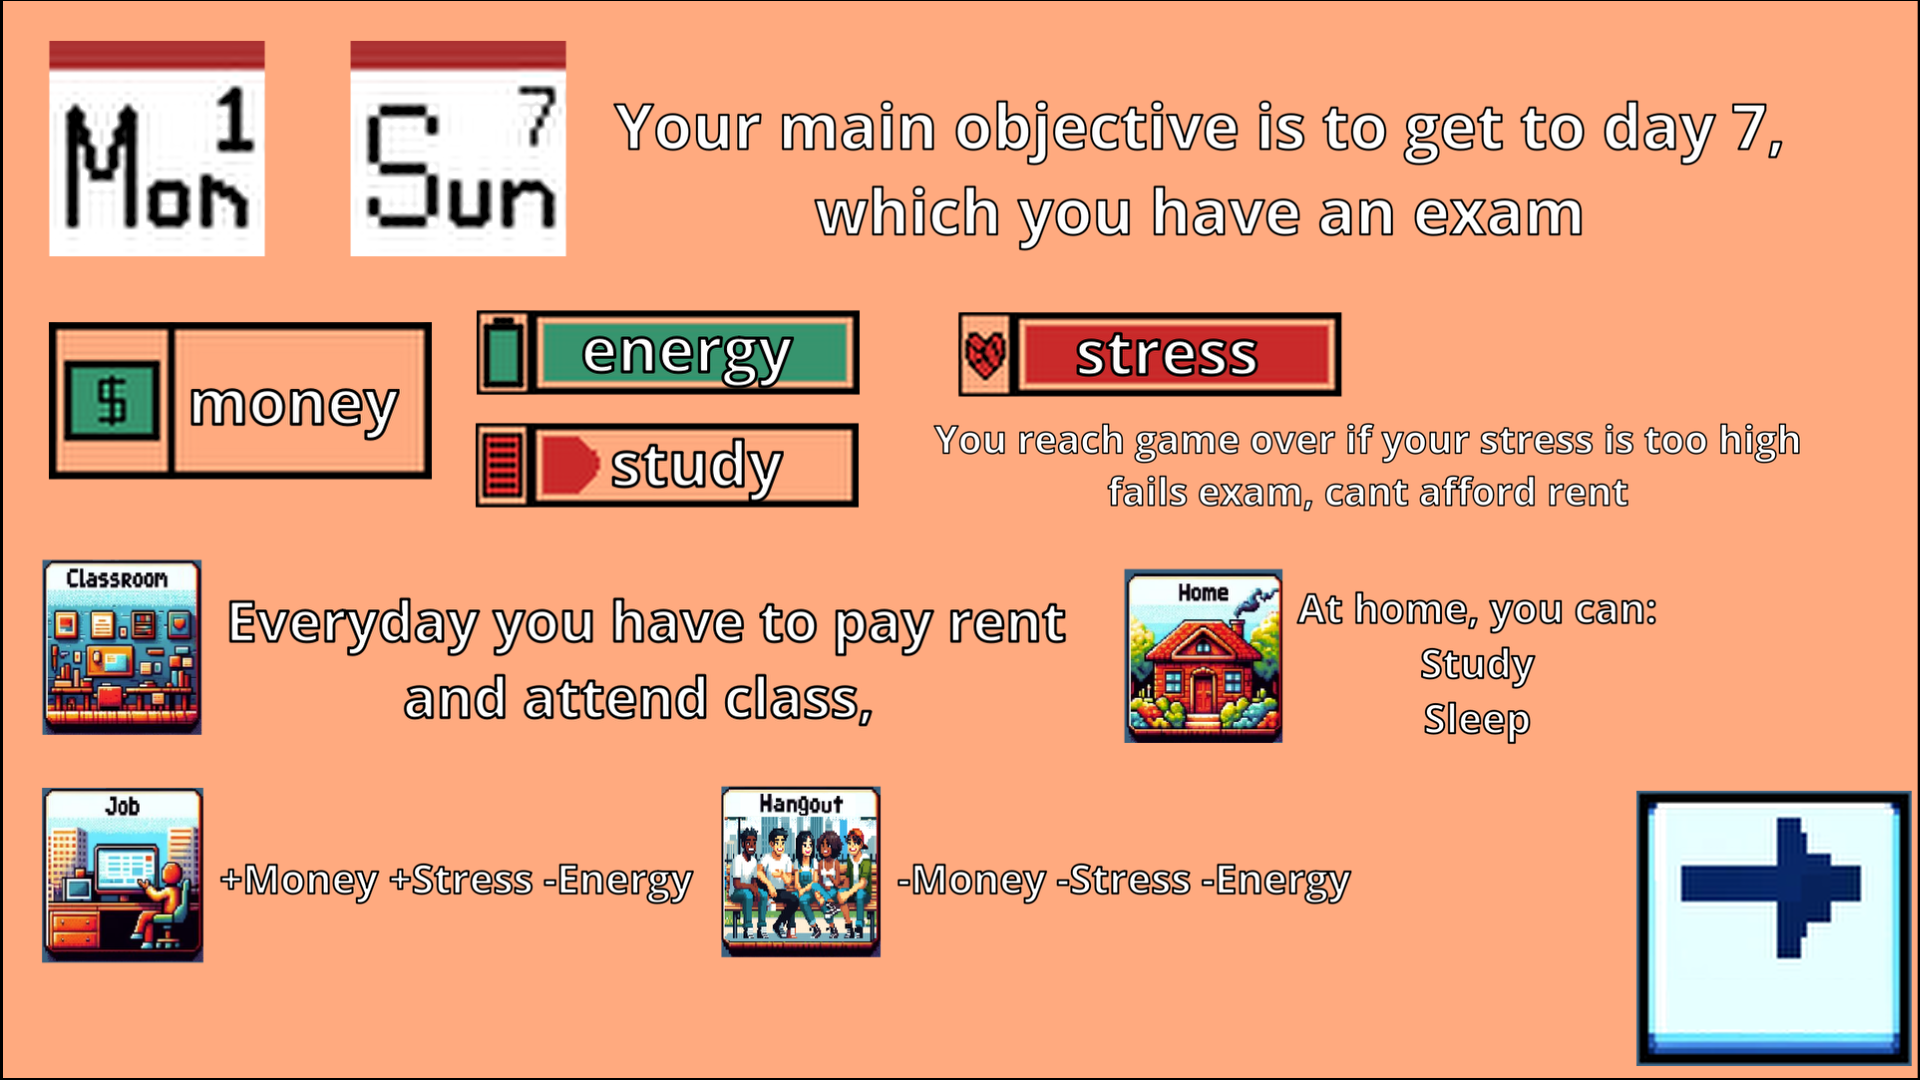 Mon 1
Sun 7
Your main objective is to get to day 7,
which you have an exam
money
energy
study
stress
You reach game over if your stress is too high
fails exam, cant afford rent
Classroom
Everyday you have to pay rent
and attend class,
Home
At home, you can:
Study
Sleep
Job
+Money +Stress -Energy
Hangout
-Money -Stress -Energy